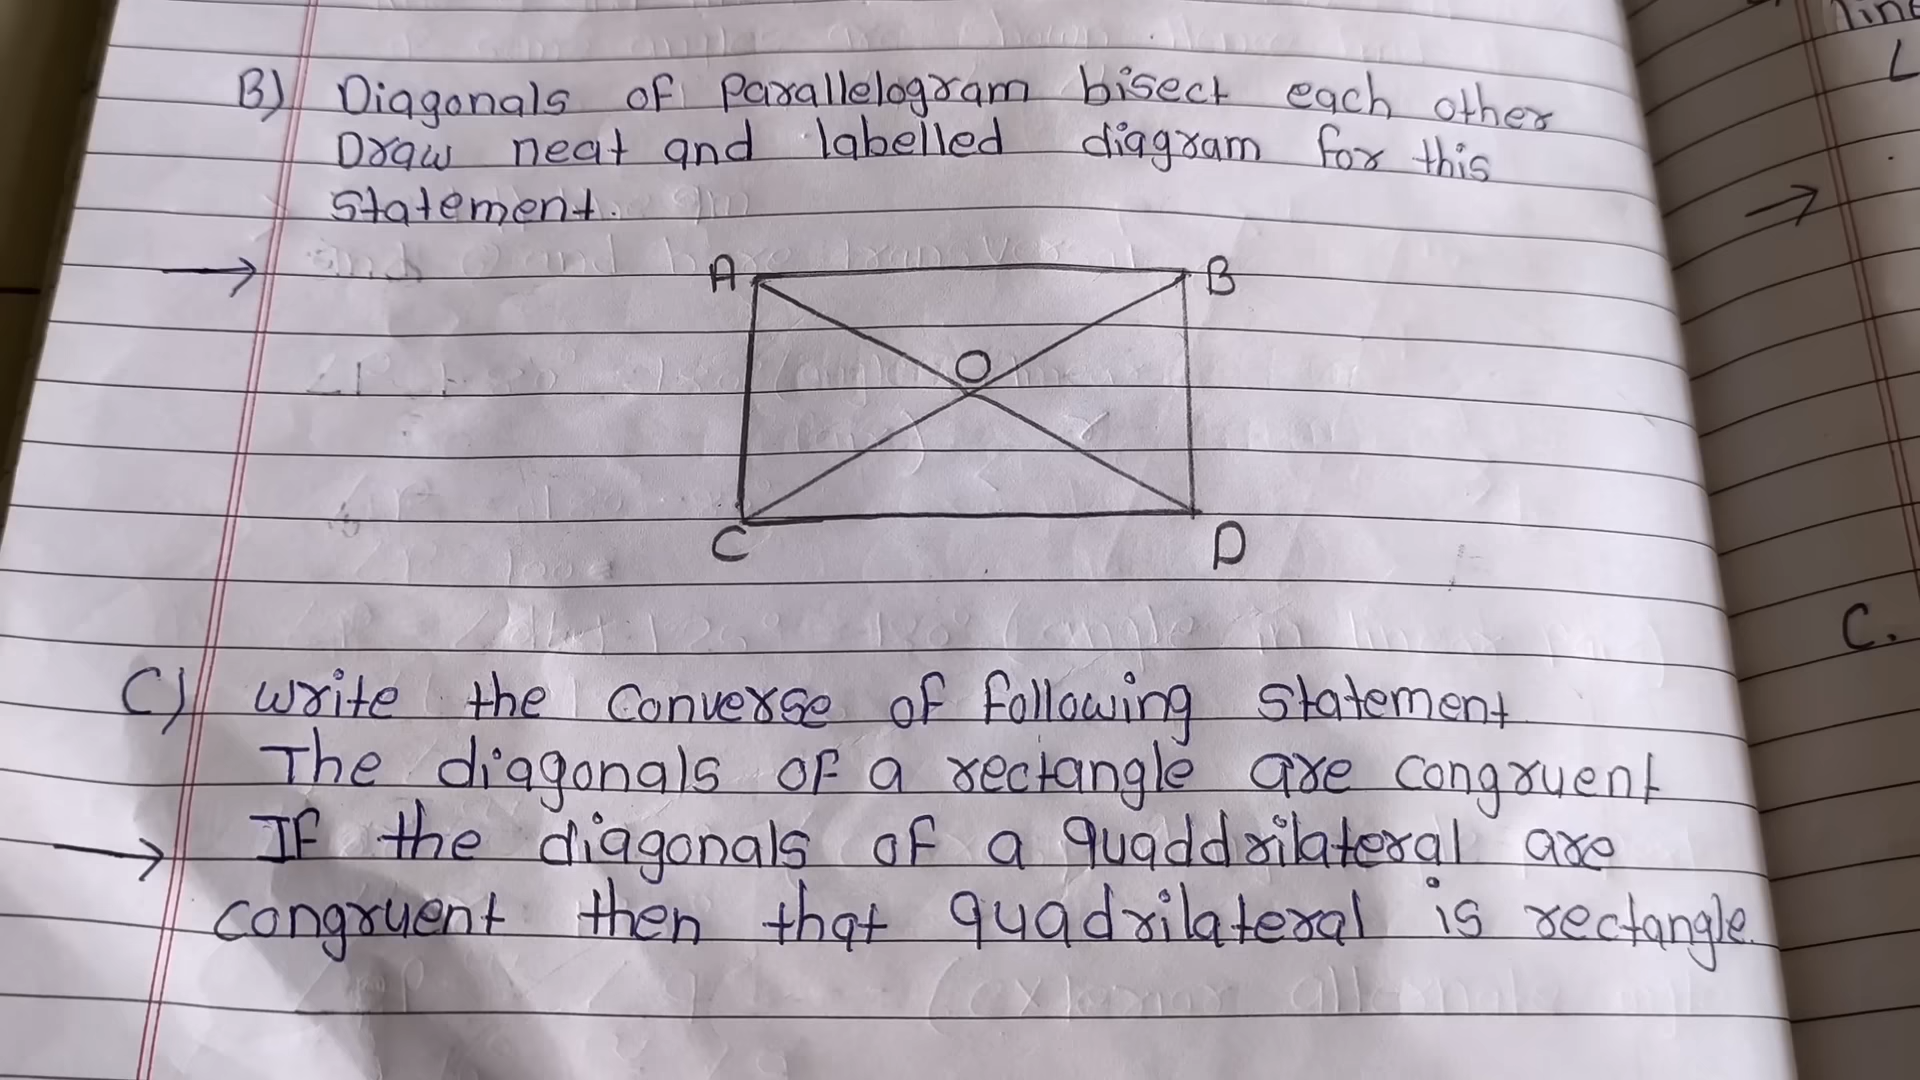 B) Diagonals of parallelogram bisect each other
Draw neat and labelled diagram for this
statement.
A B
O
C D
C) write the converse of following statement
The diagonals of a rectangle are congruent
If the diagonals of a quaddrilateral are
congruent then that quadrilateral is rectangle.
line
L
C.